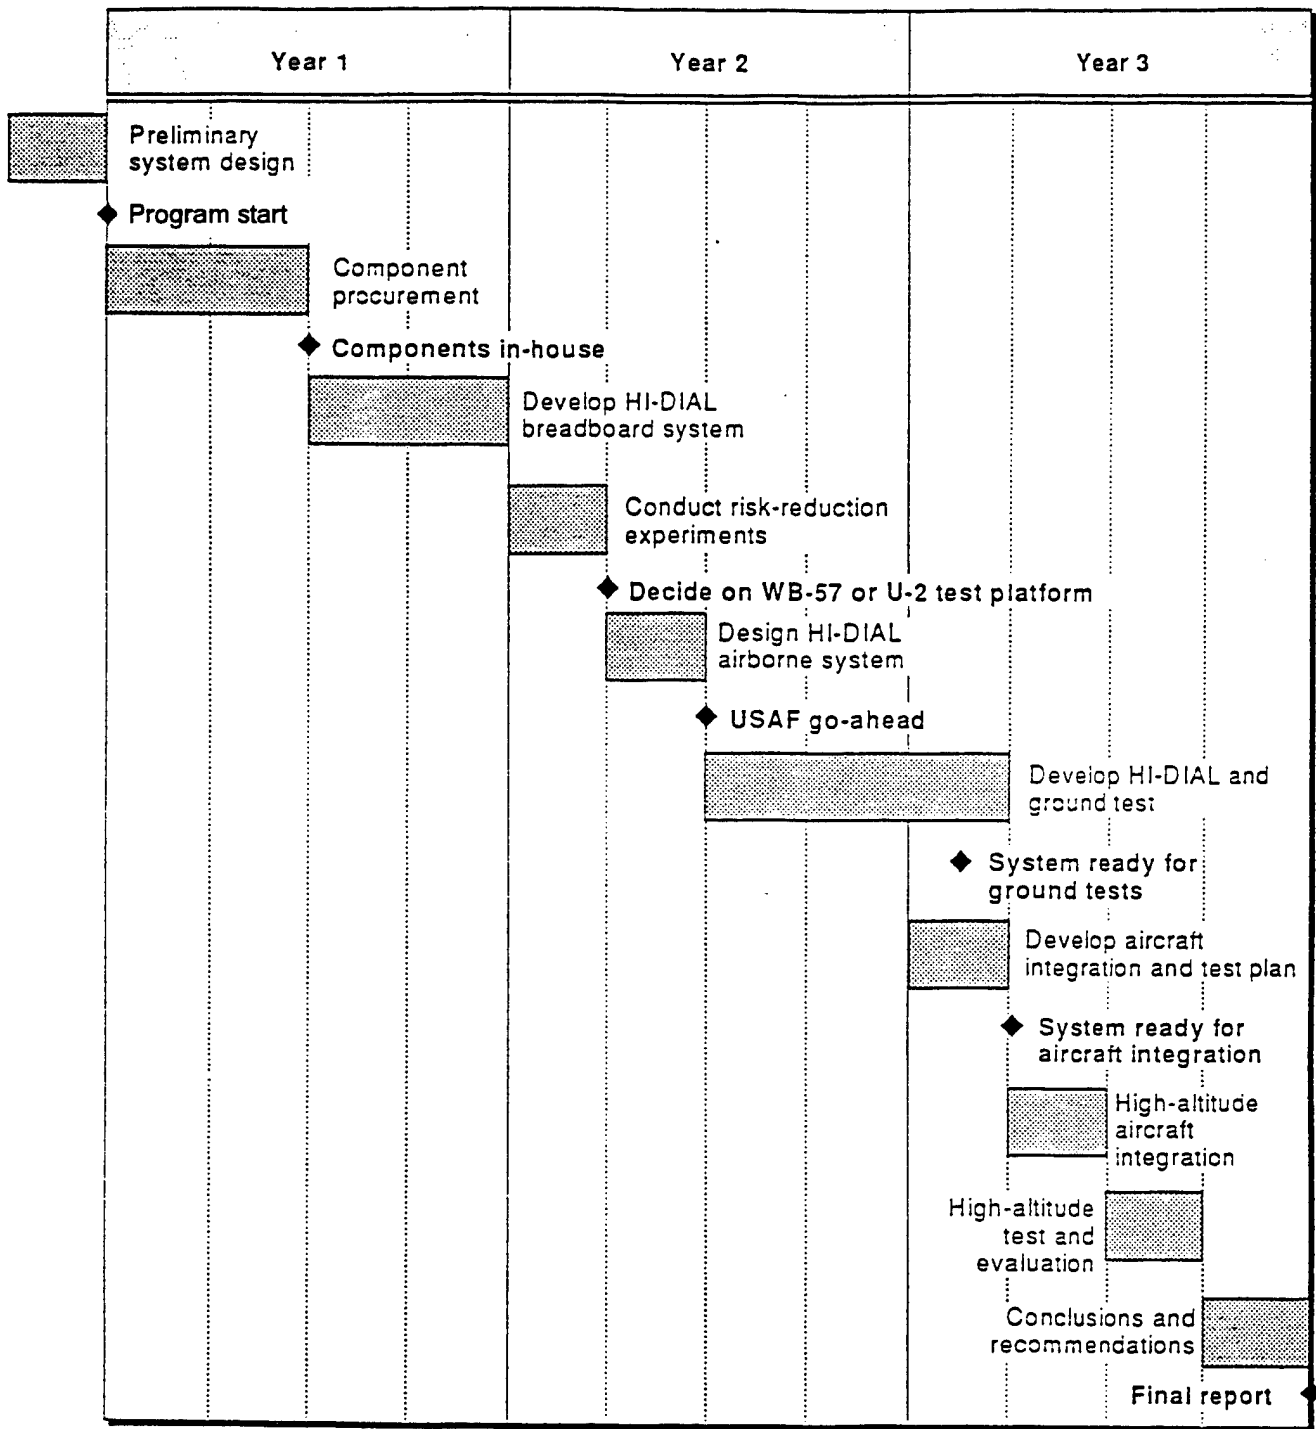 Year 1
Year 2
Year 3
Preliminary
system design
Program start
Component
procurement
Components in-house
Develop HI-DIAL
breadboard system
Conduct risk-reduction
experiments
Decide on WB-57 or U-2 test platform
Design HI-DIAL
airborne system
USAF go-ahead
Develop HI-DIAL and
ground test
System ready for
ground tests
Develop aircraft
integration and test plan
System ready for
aircraft integration
High-altitude
aircraft
integration
High-altitude
test and
evaluation
Conclusions and
recommendations
Final report